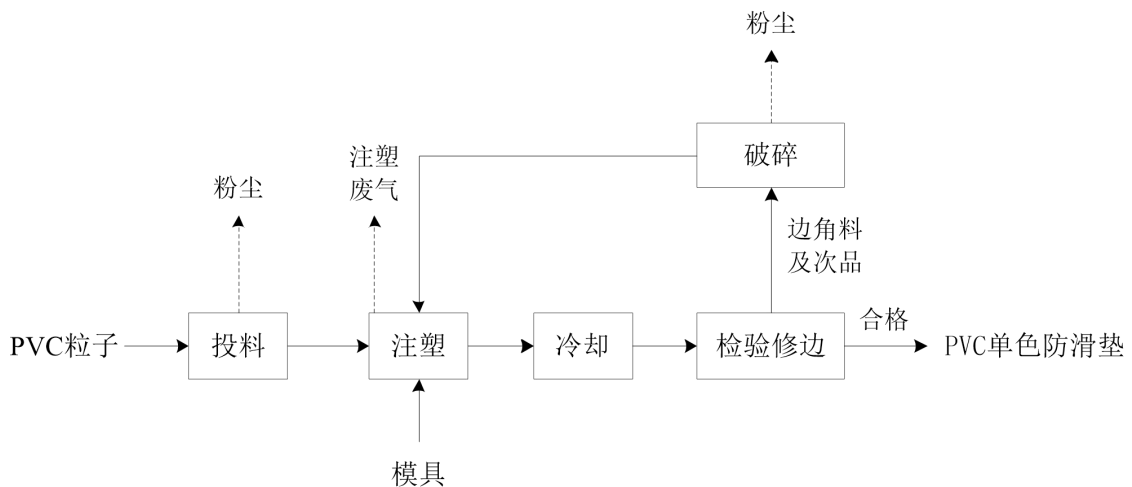 粉尘
破碎
注塑
废气
粉尘
边角料
及次品
合格
PVC粒子
投料
注塑
冷却
检验修边
PVC单色防滑垫
模具